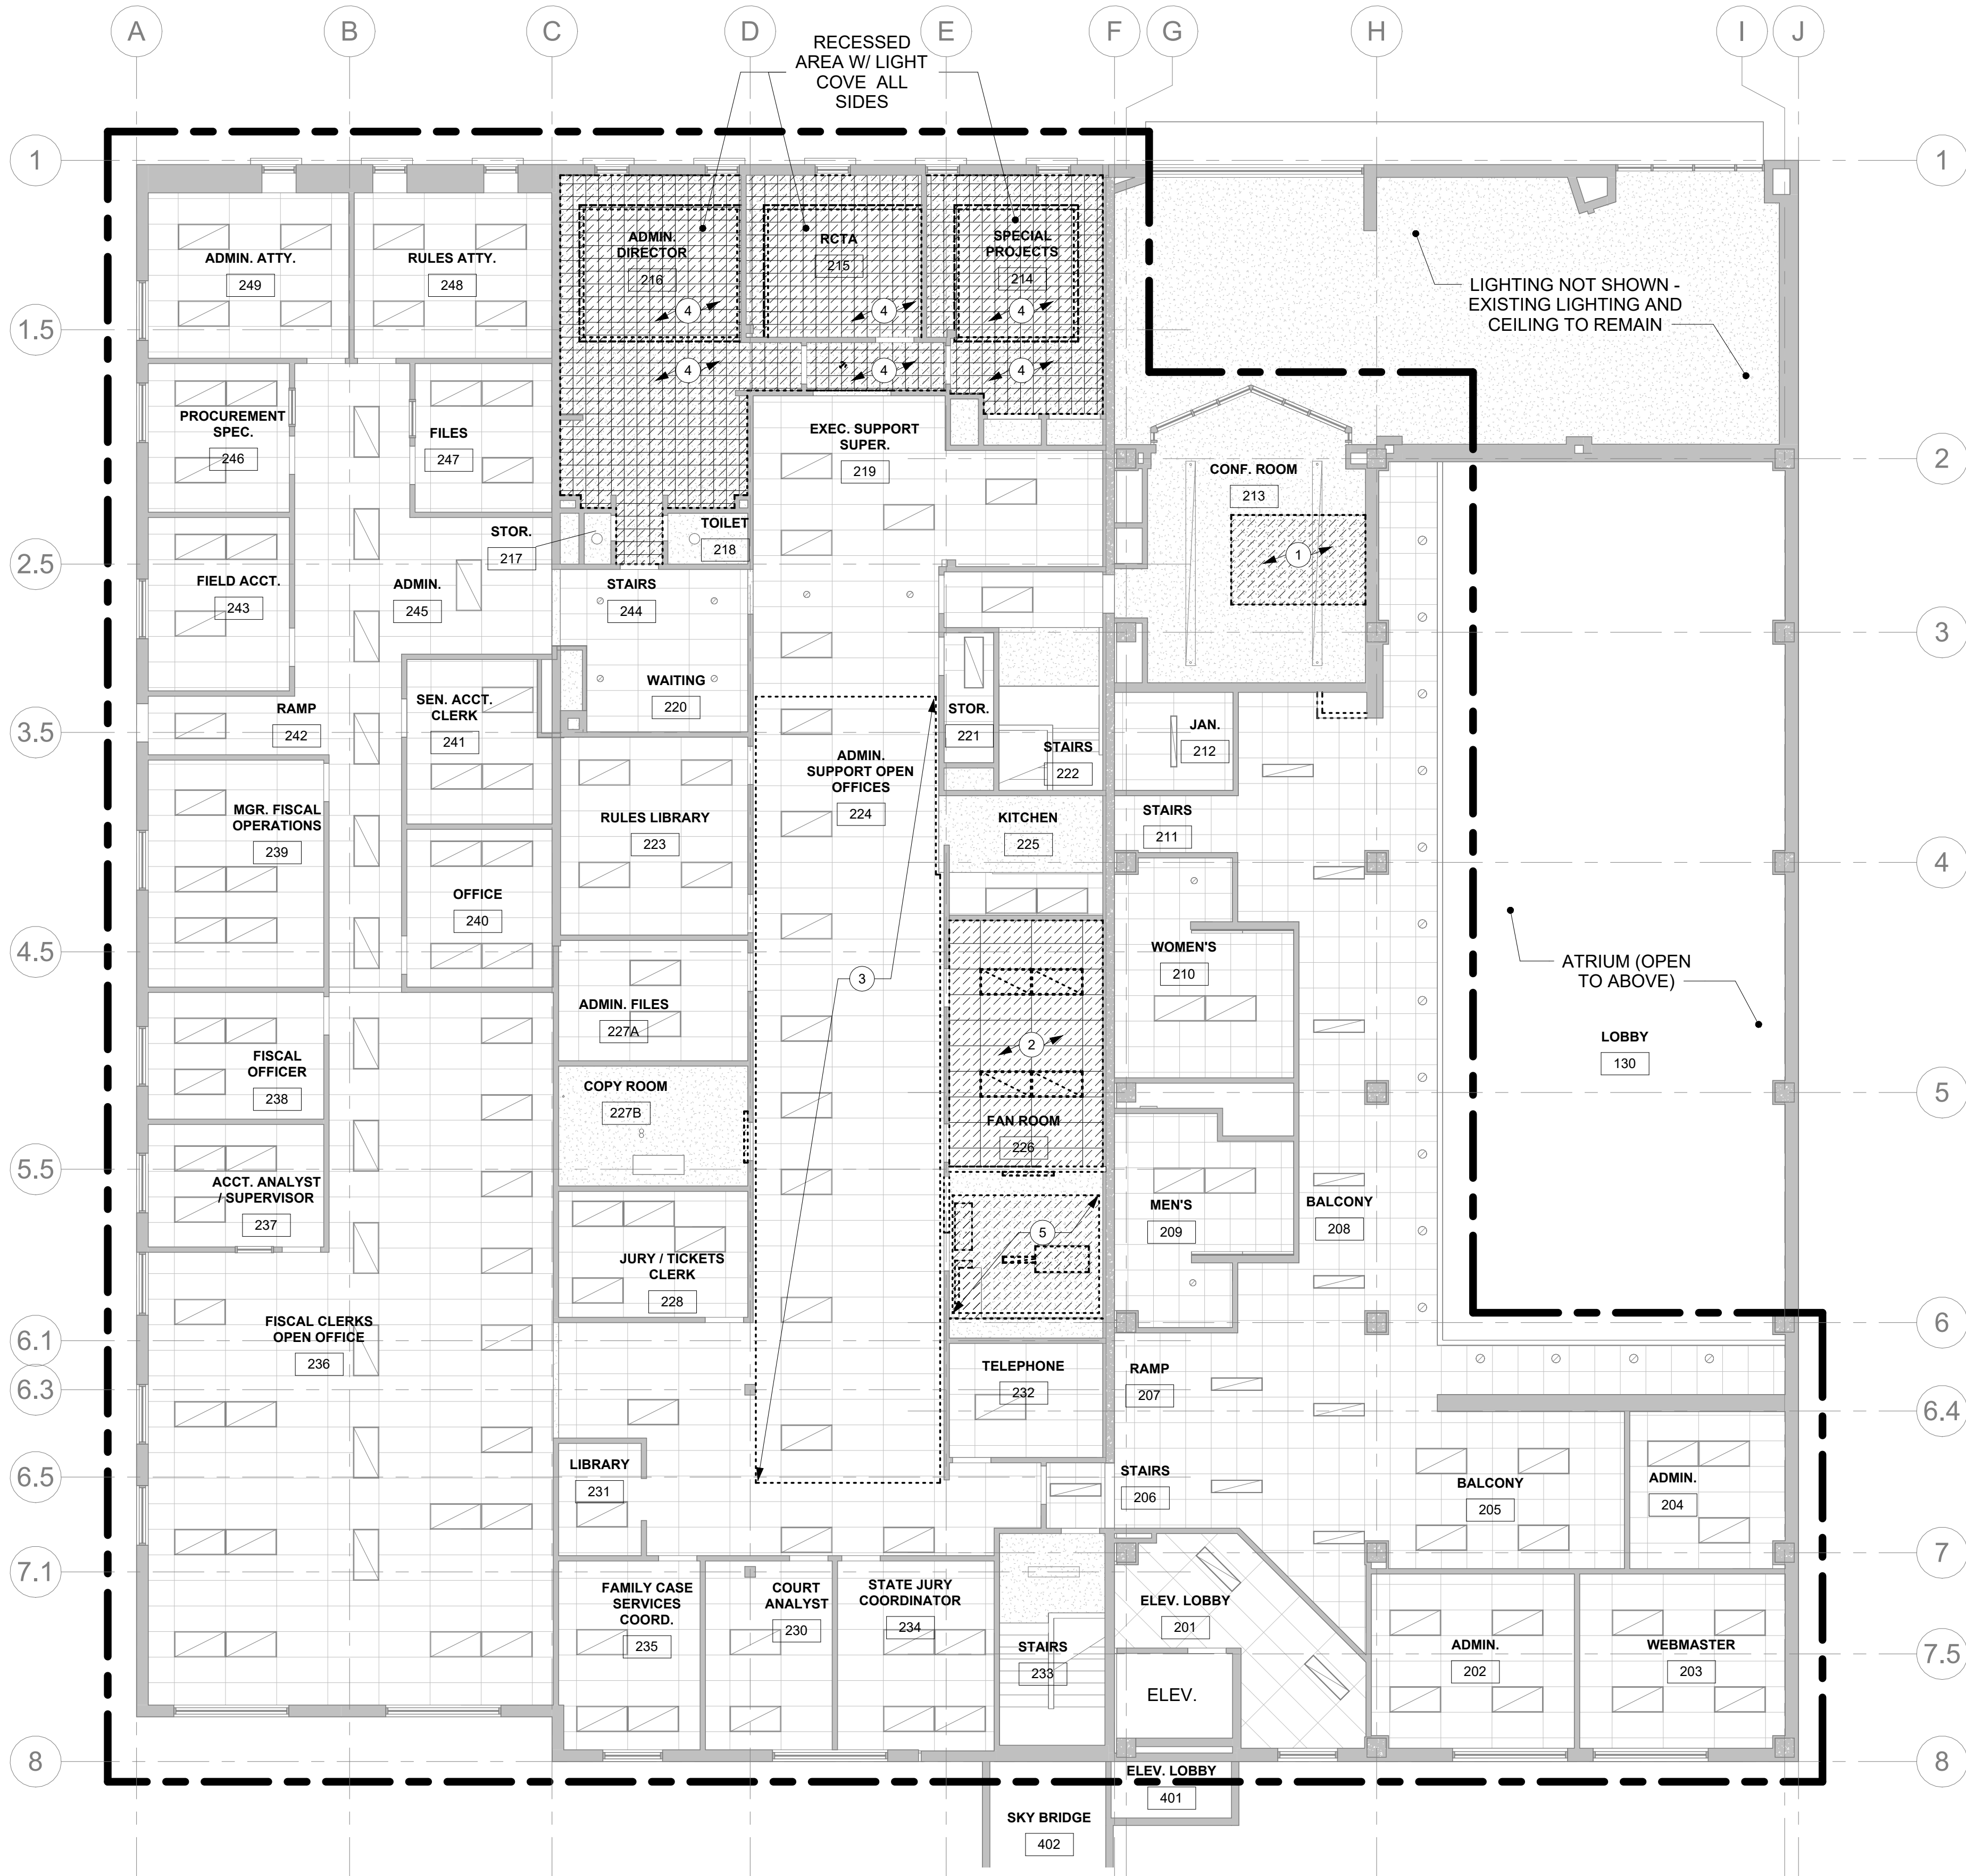 A
B
C
D
E
F
G
H
I
J
RECESSED
AREA W/ LIGHT
COVE ALL
SIDES
1
1
ADMIN.
DIRECTOR
216
RCTA
215
SPECIAL
PROJECTS
214
ADMIN. ATTY.
249
RULES ATTY.
248
LIGHTING NOT SHOWN -
EXISTING LIGHTING AND
CEILING TO REMAIN
4
4
4
1.5
4
4
4
PROCUREMENT
SPEC.
246
FILES
247
EXEC. SUPPORT
SUPER.
219
CONF. ROOM
213
2
STOR.
217
TOILET
218
1
2.5
FIELD ACCT.
243
ADMIN.
245
STAIRS
244
3
WAITING
220
SEN. ACCT.
CLERK
241
RAMP
242
STOR.
221
JAN.
212
3.5
STAIRS
222
ADMIN.
SUPPORT OPEN
OFFICES
224
MGR. FISCAL
OPERATIONS
239
RULES LIBRARY
223
KITCHEN
225
STAIRS
211
4
OFFICE
240
4.5
WOMEN'S
210
ATRIUM (OPEN
TO ABOVE)
3
ADMIN. FILES
227A
2
LOBBY
130
FISCAL
OFFICER
238
COPY ROOM
227B
FAN ROOM
226
5
5.5
ACCT. ANALYST
/ SUPERVISOR
237
MEN'S
209
BALCONY
208
5
JURY / TICKETS
CLERK
228
FISCAL CLERKS
OPEN OFFICE
236
6
6.1
6.3
TELEPHONE
232
RAMP
207
6.4
LIBRARY
231
STAIRS
206
BALCONY
205
ADMIN.
204
6.5
7
7.1
FAMILY CASE
SERVICES
COORD.
235
COURT
ANALYST
230
STATE JURY
COORDINATOR
234
ELEV. LOBBY
201
STAIRS
233
ADMIN.
202
WEBMASTER
203
7.5
ELEV.
8
8
ELEV. LOBBY
401
SKY BRIDGE
402